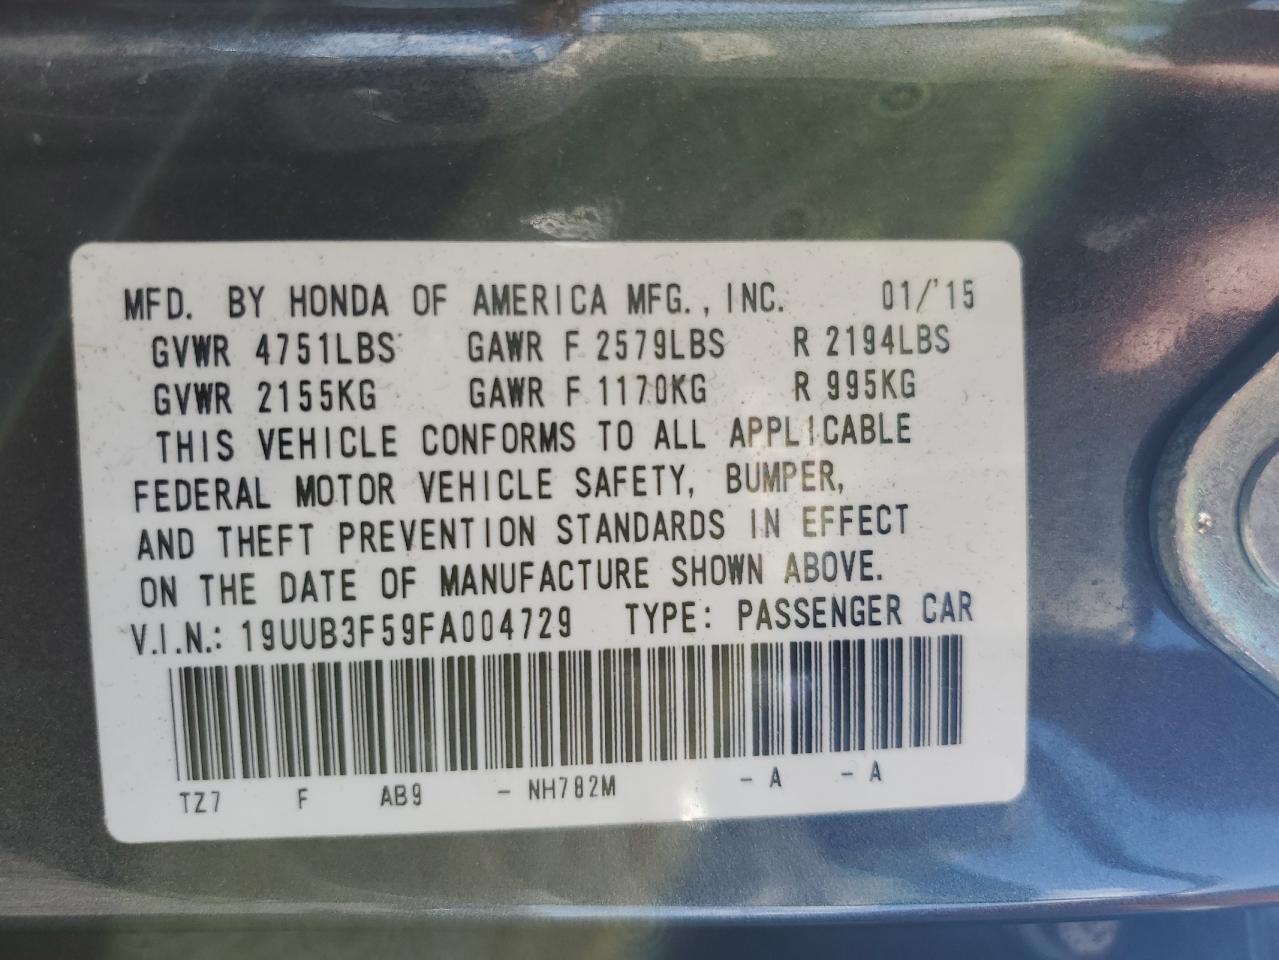 MFD. BY HONDA OF AMERICA MFG., INC. 01/'15
GVWR 4751LBS GAWR F 2579LBS R 2194LBS
GVWR 2155KG GAWR F 1170KG R 995KG
THIS VEHICLE CONFORMS TO ALL APPLICABLE
FEDERAL MOTOR VEHICLE SAFETY, BUMPER,
AND THEFT PREVENTION STANDARDS IN EFFECT
ON THE DATE OF MANUFACTURE SHOWN ABOVE.
V.I.N.: 19UUB3F59FA004729 TYPE: PASSENGER CAR
TZ7 F AB9 - NH782M - A - A